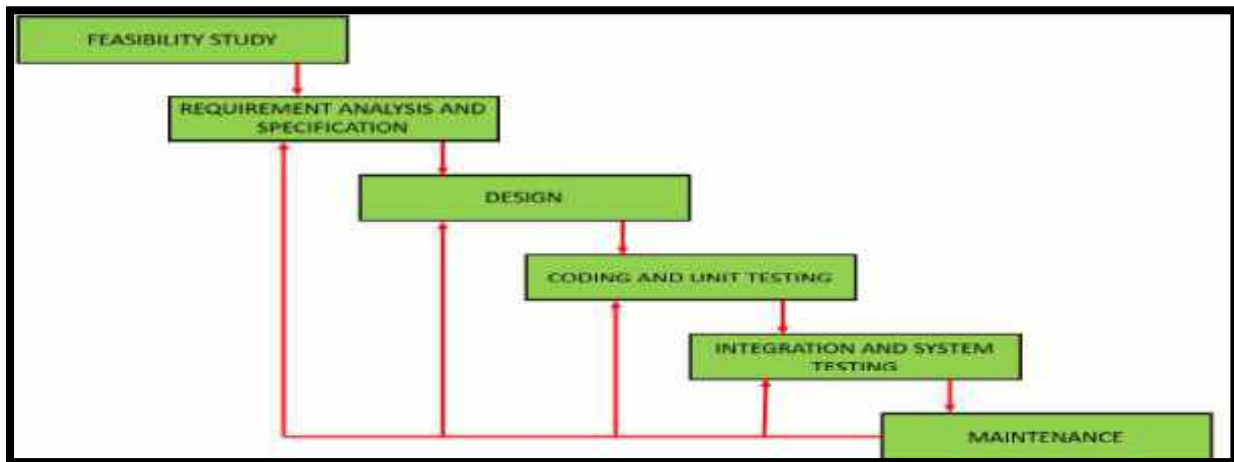 FEASIBILITY STUDY
REQUIREMENT ANALYSIS AND
SPECIFICATION
DESIGN
CODING AND UNIT TESTING
INTEGRATION AND SYSTEM
TESTING
MAINTENANCE